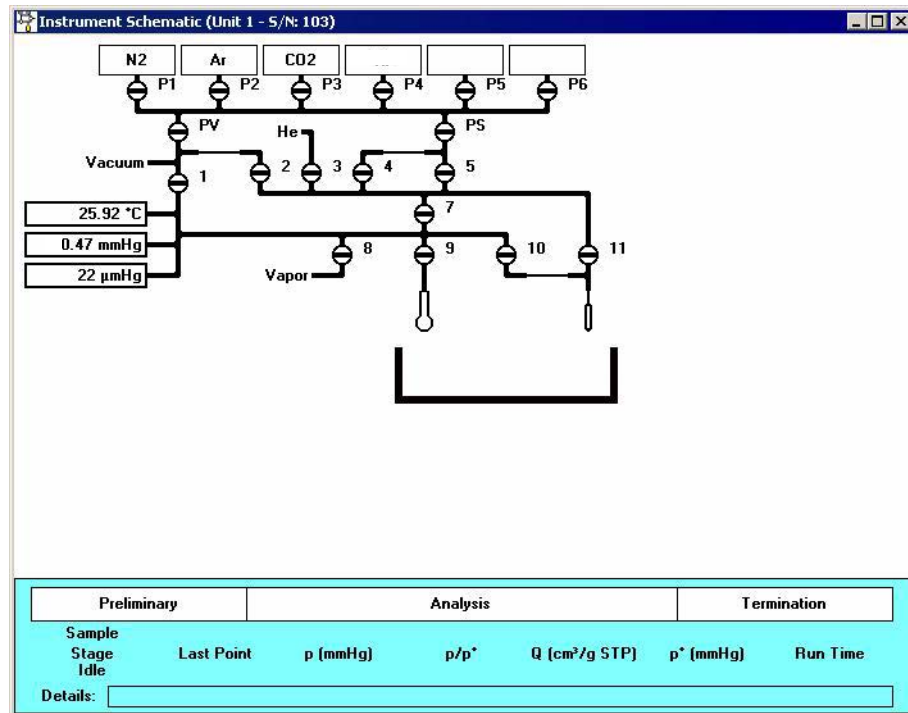 Instrument Schematic (Unit 1 - S/N: 103)
N2 Ar CO2
P1 P2 P3 P4 P5 P6
PV He PS
Vacuum 1 2 3 4 5
25.92 °C 7
0.47 mmHg 8 9 10 11
22 µmHg Vapor
Preliminary Analysis Termination
Sample
Stage Last Point p (mmHg) p/p° Q (cm³/g STP) p° (mmHg) Run Time
Idle
Details: